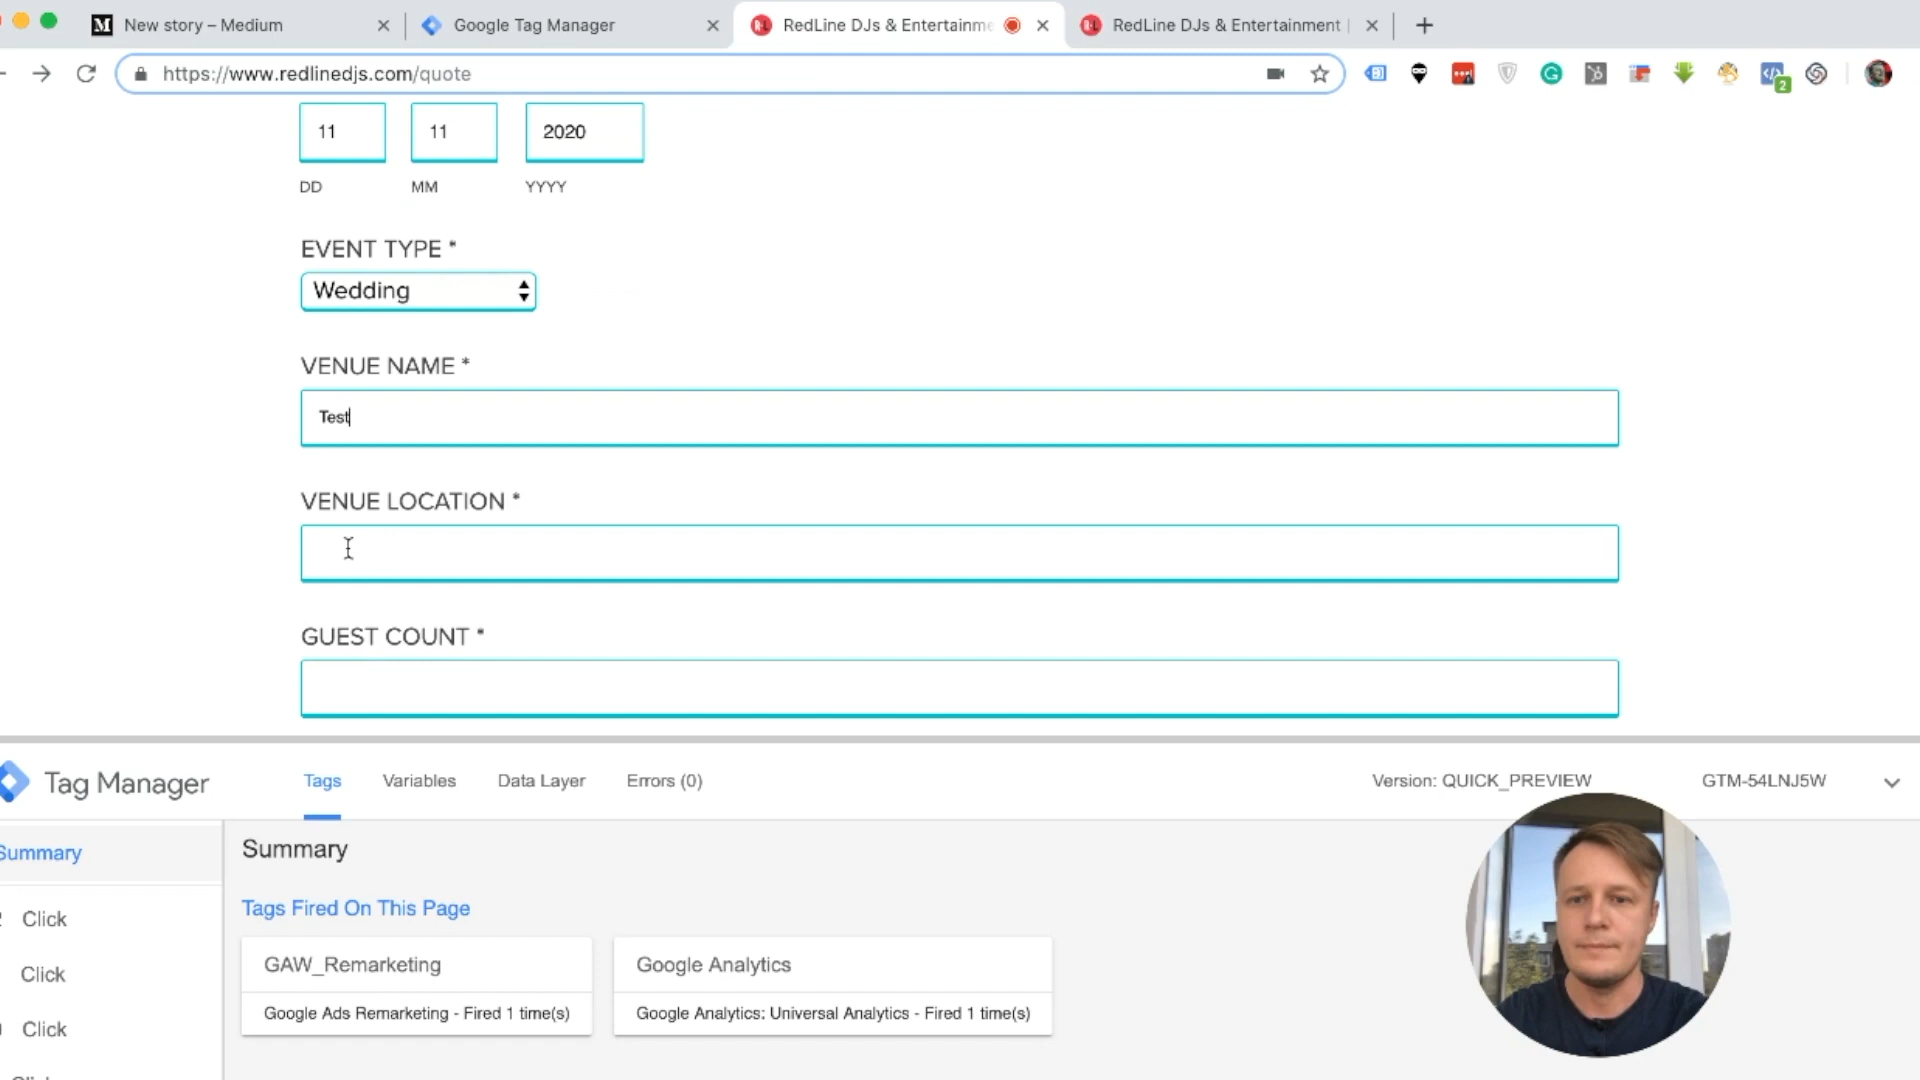 New story – Medium
Google Tag Manager
RedLine DJs & Entertainme
RedLine DJs & Entertainment |
https://www.redlinedjs.com/quote
2
11 11 2020
DD MM YYYY
EVENT TYPE *
Wedding
VENUE NAME *
Test
VENUE LOCATION *
GUEST COUNT *
Tag Manager
Tags Variables Data Layer Errors (0)
Version: QUICK_PREVIEW
GTM-54LNJ5W
Summary
Click
Click
Click
Summary
Tags Fired On This Page
GAW_Remarketing
Google Ads Remarketing - Fired 1 time(s)
Google Analytics
Google Analytics: Universal Analytics - Fired 1 time(s)